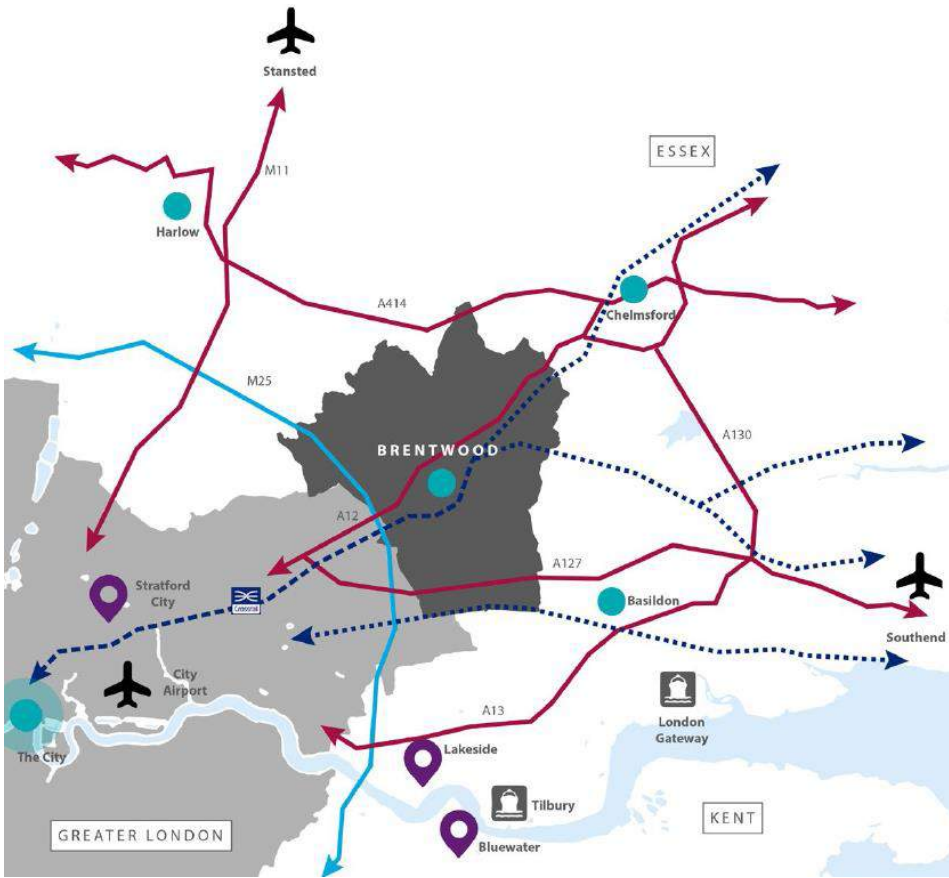 Stansted
ESSEX
M11
Harlow
A414
Chelmsford
M25
A130
BRENTWOOD
A12
A127
Stratford
City
Crossrail
Basildon
Southend
City
Airport
London
Gateway
A13
Lakeside
The City
Tilbury
KENT
GREATER LONDON
Bluewater